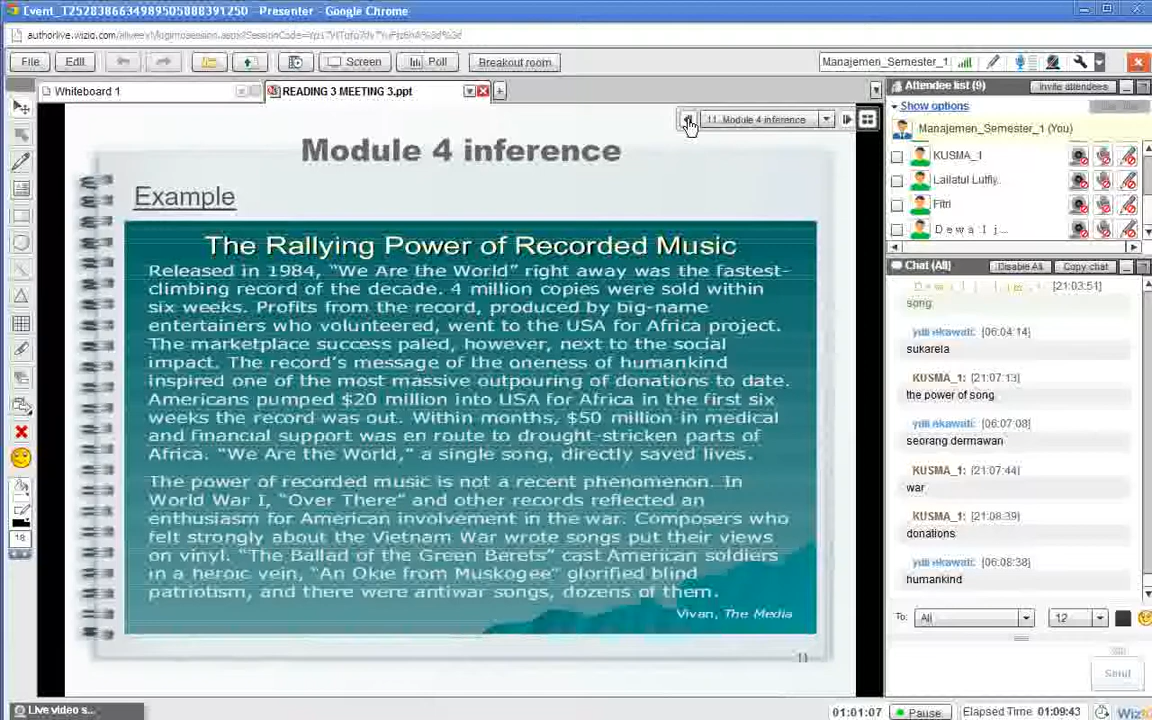 Event_T2528386634989505888391250 - Presenter - Google Chrome
File
Edit
Screen
Poll
Breakout room
Manajemen_Semester_1
Whiteboard 1
READING 3 MEETING 3.ppt
11. Module 4 inference
Module 4 inference
Example
The Rallying Power of Recorded Music
Released in 1984, “We Are the World” right away was the fastest-
climbing record of the decade. 4 million copies were sold within
six weeks. Profits from the record, produced by big-name
entertainers who volunteered, went to the USA for Africa project.
The marketplace success paled, however, next to the social
impact. The record’s message of the oneness of humankind
inspired one of the most massive outpouring of donations to date.
Americans pumped $20 million into USA for Africa in the first six
weeks the record was out. Within months, $50 million in medical
and financial support was en route to drought-stricken parts of
Africa. “We Are the World,” a single song, directly saved lives.
The power of recorded music is not a recent phenomenon. In
World War I, “Over There” and other records reflected an
enthusiasm for American involvement in the war. Composers who
felt strongly about the Vietnam War wrote songs put their views
on vinyl. “The Ballad of the Green Berets” cast American soldiers
in a heroic vein, “An Okie from Muskogee” glorified blind
patriotism, and there were antiwar songs, dozens of them.
Vivan, The Media
11
Attendee list (9)
Invite attendees
Show options
Manajemen_Semester_1 (You)
KUSMA_1
Lailatul Lutfiy..
Fitri
D e w a I j ...
Chat (All)
Disable All
Copy chat
[21:03:51]
song
[06:04:14]
sukarela
KUSMA_1: [21:07:13]
the power of song
[06:07:08]
seorang dermawan
KUSMA_1: [21:07:44]
war
KUSMA_1: [21:08:39]
donations
[06:08:38]
humankind
To:
All
12
Send
18
Live video s...
01:01:07
Pause
Elapsed Time : 01:09:43